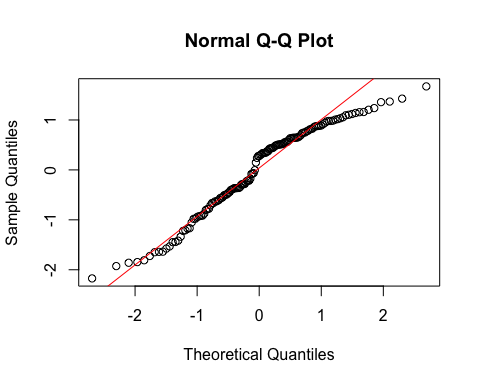 Normal Q-Q Plot
Sample Quantiles
1
0
-1
-2
-2 -1 0 1 2
Theoretical Quantiles